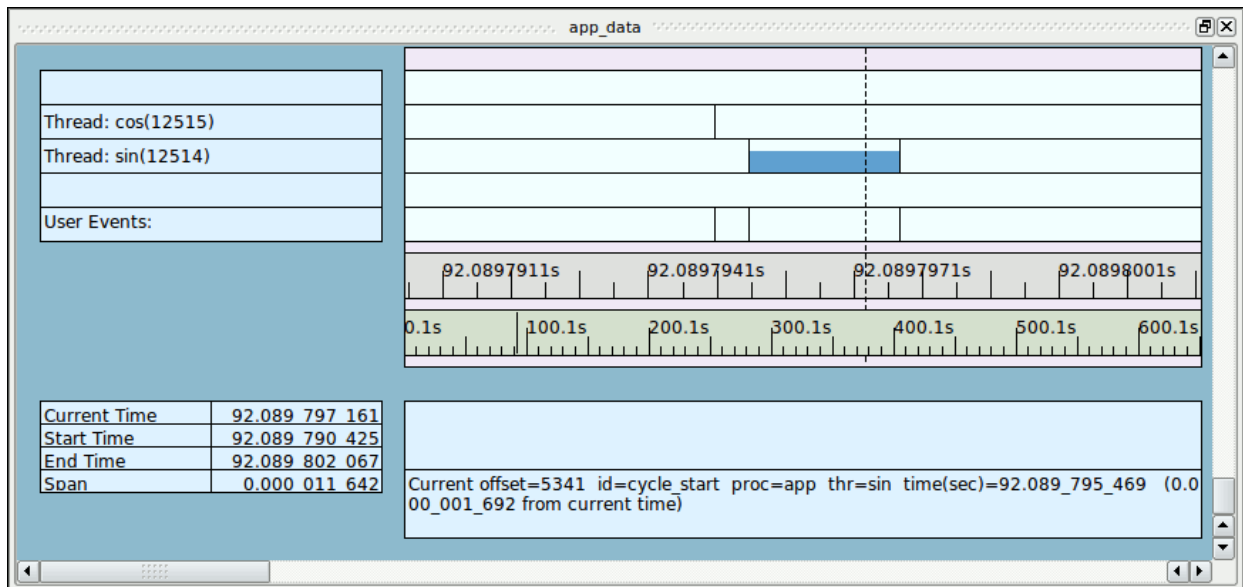 app_data
Thread: cos(12515)
Thread: sin(12514)
User Events:
92.0897911s 92.0897941s 92.0897971s 92.0898001s
0.1s 100.1s 200.1s 300.1s 400.1s 500.1s 600.1s
Current Time 92.089 797 161
Start Time 92.089 790 425
End Time 92.089 802 067
Span 0.000 011 642
Current offset=5341 id=cycle_start proc=app thr=sin time(sec)=92.089_795_469 (0.0
00_001_692 from current time)